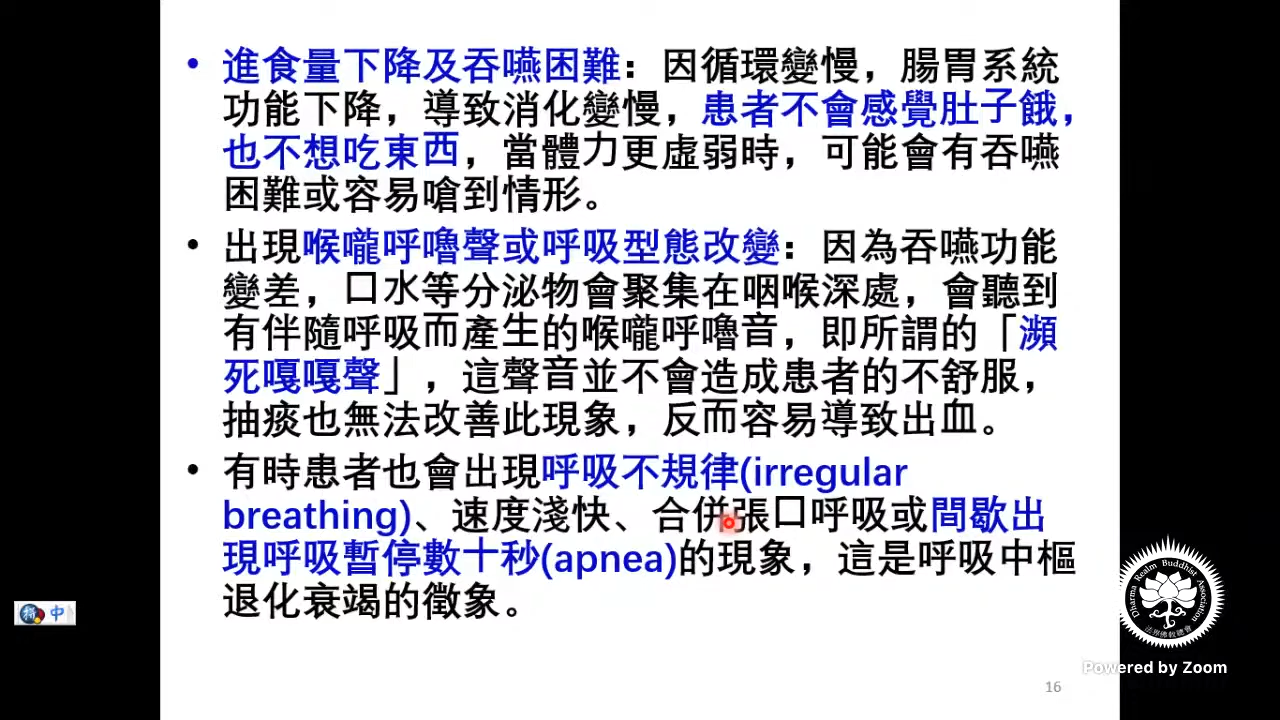 • 進食量下降及吞嚥困難：因循環變慢，腸胃系統
功能下降，導致消化變慢，患者不會感覺肚子餓，
也不想吃東西，當體力更虛弱時，可能會有吞嚥
困難或容易嗆到情形。
• 出現喉嚨呼嚕聲或呼吸型態改變：因為吞嚥功能
變差，口水等分泌物會聚集在咽喉深處，會聽到
有伴隨呼吸而產生的喉嚨呼嚕音，即所謂的「瀕
死嘎嘎聲」，這聲音並不會造成患者的不舒服，
抽痰也無法改善此現象，反而容易導致出血。
• 有時患者也會出現呼吸不規律(irregular
breathing)、速度淺快、合併張口呼吸或間歇出
現呼吸暫停數十秒(apnea)的現象，這是呼吸中樞
退化衰竭的徵象。
中
Dharma Realm Buddhist Association
法界佛教總會
Powered by Zoom
16